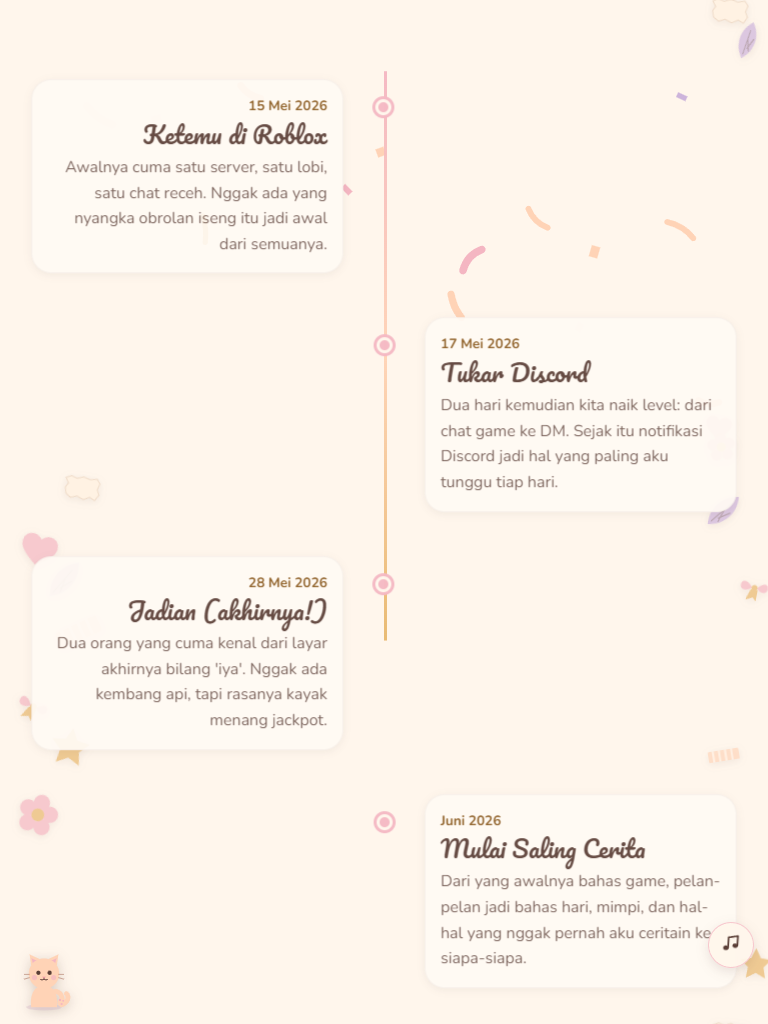 15 Mei 2026
Ketemu di Roblox
Awalnya cuma satu server, satu lobi,
satu chat receh. Nggak ada yang
nyangka obrolan iseng itu jadi awal
dari semuanya.
17 Mei 2026
Tukar Discord
Dua hari kemudian kita naik level: dari
chat game ke DM. Sejak itu notifikasi
Discord jadi hal yang paling aku
tunggu tiap hari.
28 Mei 2026
Jadian (akhirnya!)
Dua orang yang cuma kenal dari layar
akhirnya bilang 'iya'. Nggak ada
kembang api, tapi rasanya kayak
menang jackpot.
Juni 2026
Mulai Saling Cerita
Dari yang awalnya bahas game, pelan-
pelan jadi bahas hari, mimpi, dan hal-
hal yang nggak pernah aku ceritain ke
siapa-siapa.